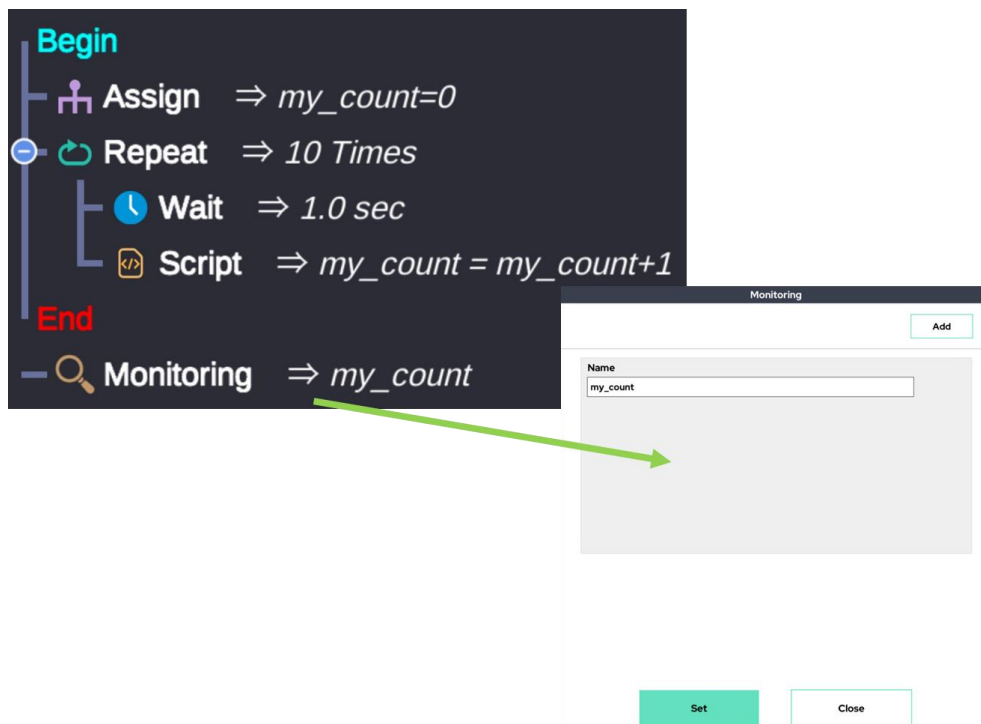 Begin
Assign ⇒ my_count=0
Repeat ⇒ 10 Times
Wait ⇒ 1.0 sec
Script ⇒ my_count = my_count+1
End
Monitoring ⇒ my_count
Monitoring
Add
Name
my_count
Set Close